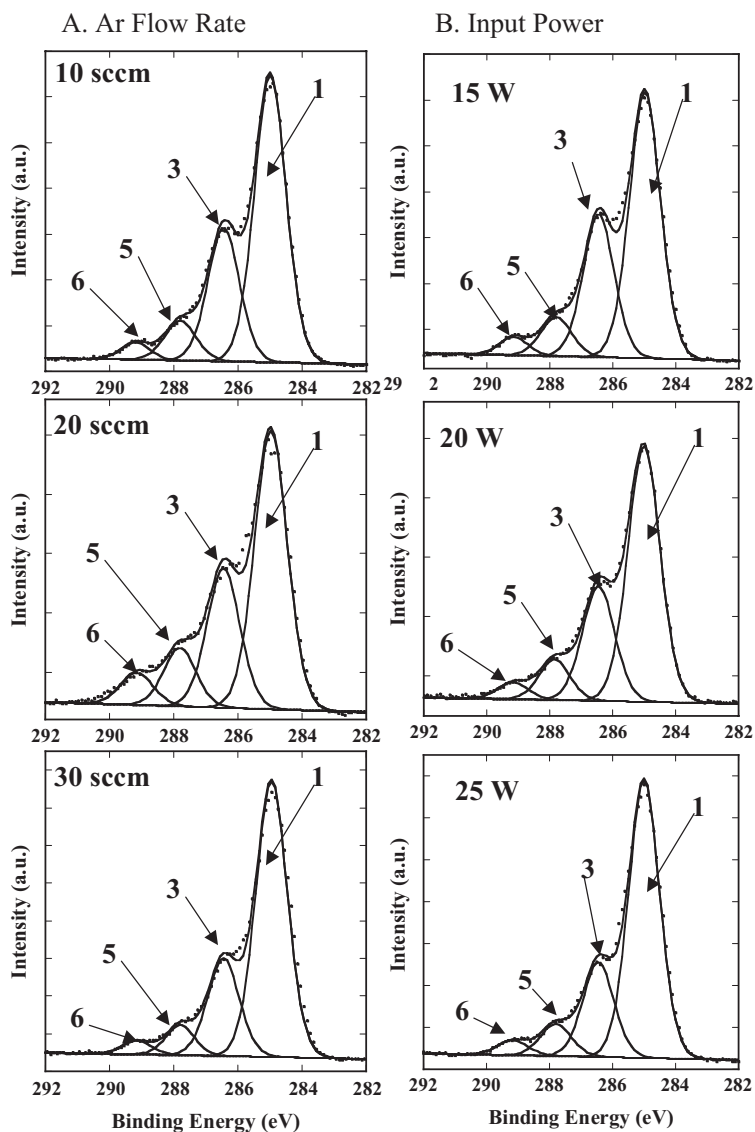 A. Ar Flow Rate
B. Input Power
10 sccm
1
3
5
6
Intensity (a.u.)
292 290 288 286 284 282
15 W
1
3
5
6
Intensity (a.u.)
29 2 290 288 286 284 282
20 sccm
1
3
5
6
Intensity (a.u.)
292 290 288 286 284 282
20 W
1
3
5
6
Intensity (a.u.)
292 290 288 286 284 282
30 sccm
1
3
5
6
Intensity (a.u.)
292 290 288 286 284 282
Binding Energy (eV)
25 W
1
3
5
6
Intensity (a.u.)
292 290 288 286 284 282
Binding Energy (eV)